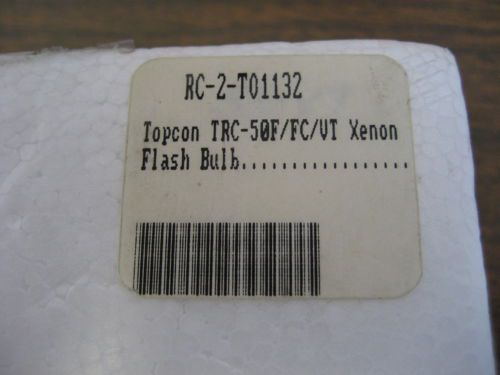 RC-2-T01132
Topcon TRC-50F/FC/VT Xenon
Flash Bulb.................